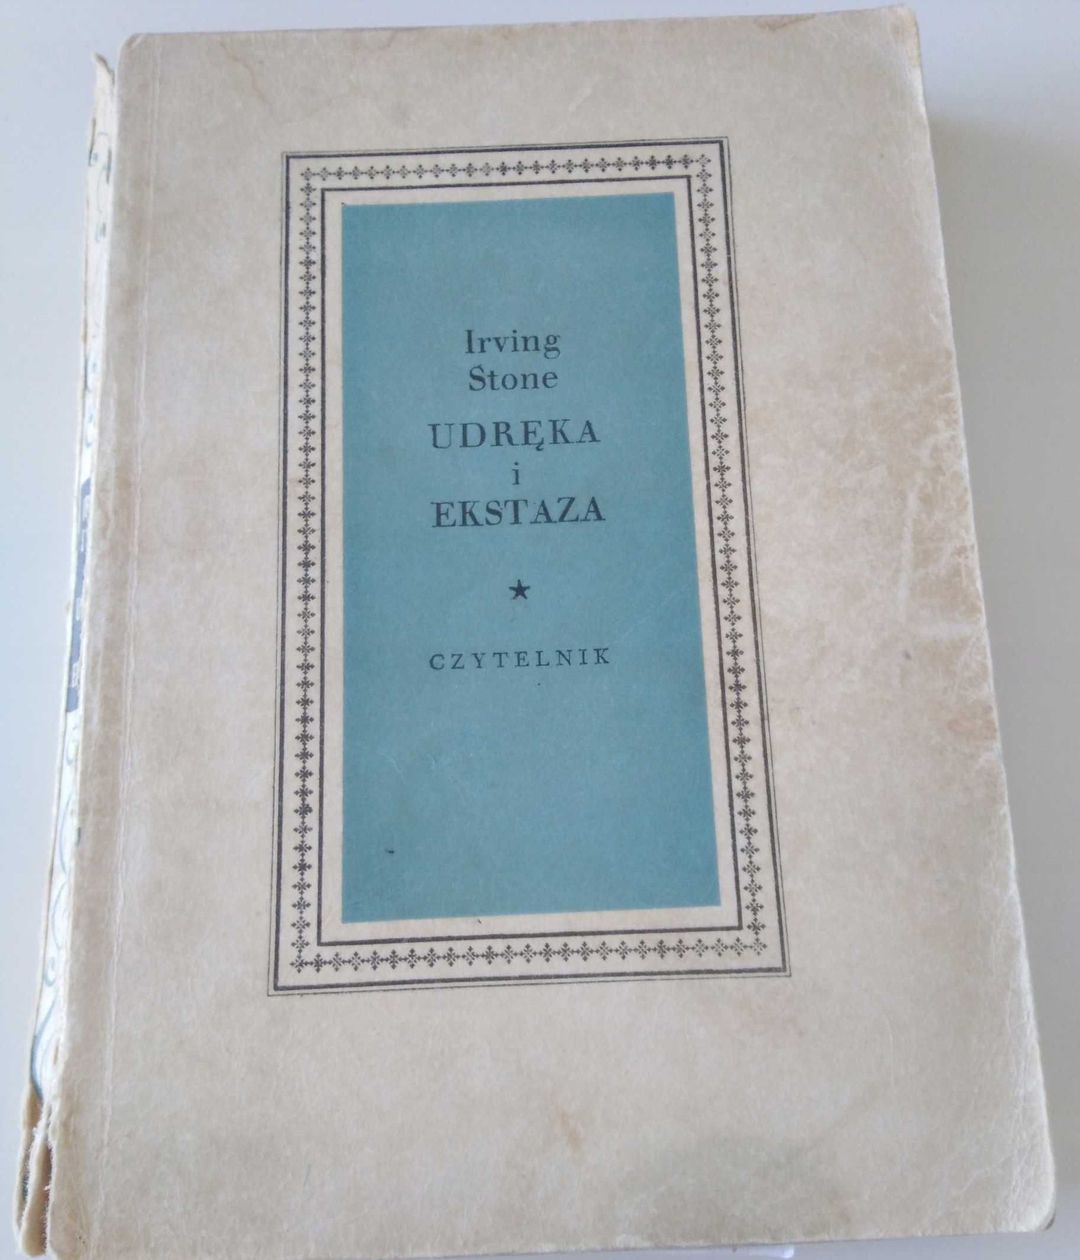 Irving
Stone
UDRĘKA
i
EKSTAZA
★
CZYTELNIK